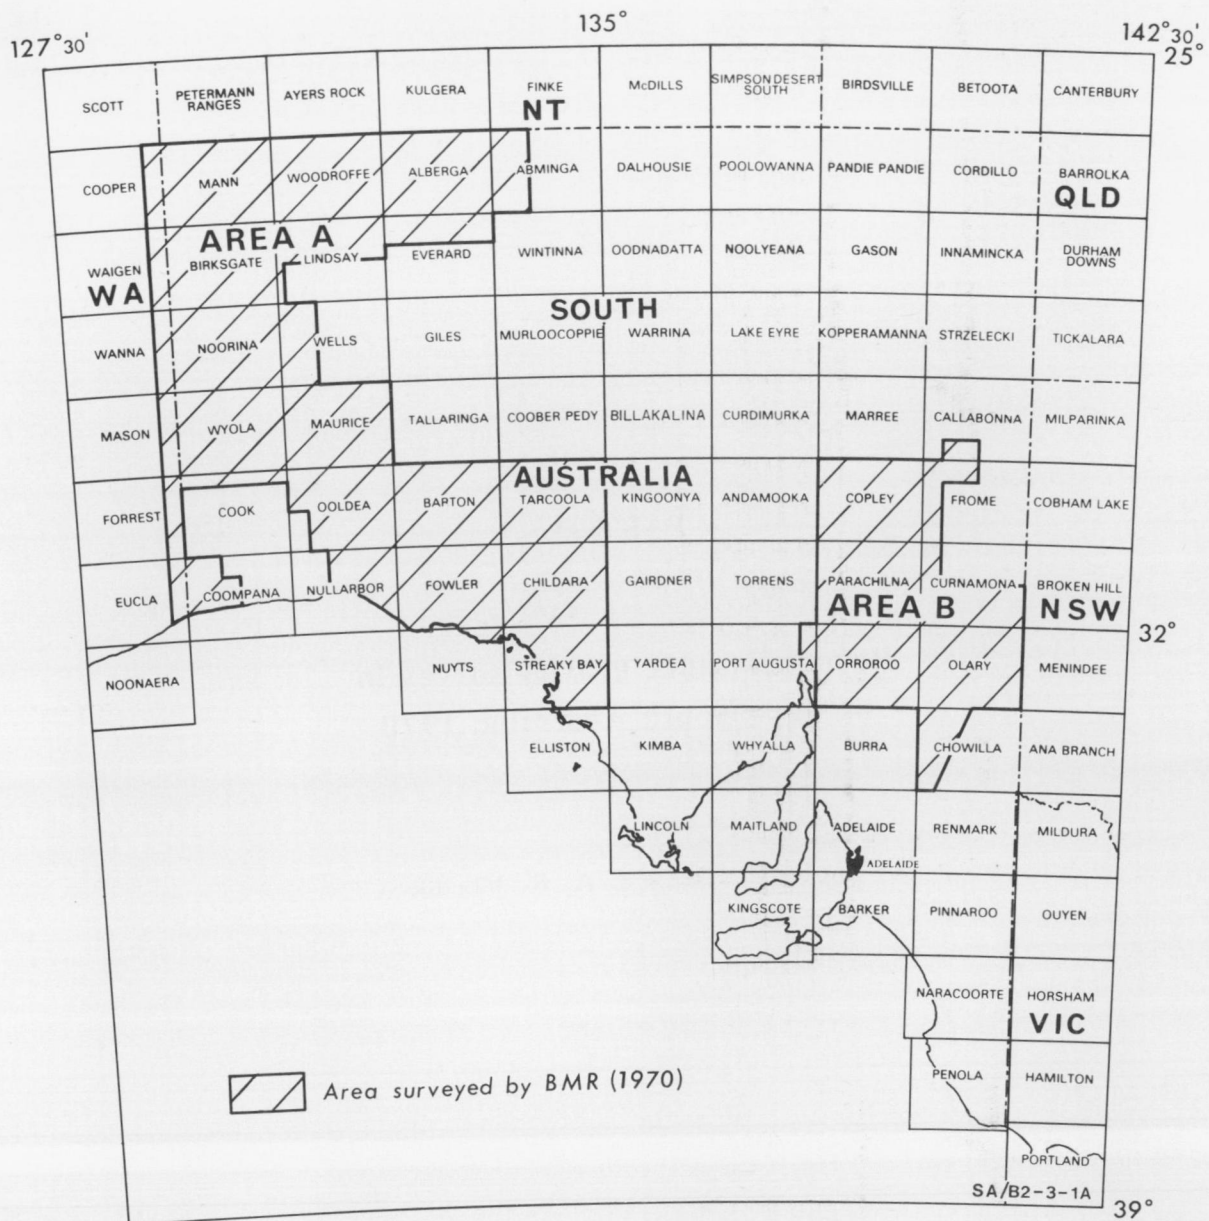 127° 30'
135°
142° 30'
25°
SCOTT PETERMANN RANGES AYERS ROCK KULGERA FINKE McDILLS SIMPSON DESERT SOUTH BIRDSVILLE BETOOTA CANTERBURY
NT
COOPER MANN WOODROFFE ALBERGA ABMINGA DALHOUSIE POOLOWANNA PANDIE PANDIE CORDILLO BARROLKA
QLD
AREA A
WAIGEN BIRKSGATE LINDSAY EVERARD WINTINNA OODNADATTA NOOLYEANA GASON INNAMINCKA DURHAM DOWNS
WA
SOUTH
WANNA NOORINA WELLS GILES MURLOOCOPPIE WARRINA LAKE EYRE KOPPERAMANNA STRZELECKI TICKALARA
MASON WYOLA MAURICE TALLARINGA COOBER PEDY BILLAKALINA CURDIMURKA MARREE CALLABONNA MILPARINKA
AUSTRALIA
FORREST COOK OOLDEA BARTON TARCOOLA KINGOONYA ANDAMOOKA COPLEY FROME COBHAM LAKE
EUCLA COOMPANA NULLARBOR FOWLER CHILDARA GAIRDNER TORRENS PARACHILNA CURNAMONA BROKEN HILL
AREA B
NSW
32°
NOONAERA NUYTS STREAKY BAY YARDEA PORT AUGUSTA ORROROO OLARY MENINDEE
ELLISTON KIMBA WHYALLA BURRA CHOWILLA ANA BRANCH
LINCOLN MAITLAND ADELAIDE RENMARK MILDURA
ADELAIDE
KINGSCOTE BARKER PINNAROO OUYEN
NARACOORTE HORSHAM
VIC
PENOLA HAMILTON
Area surveyed by BMR (1970)
PORTLAND
SA/B2-3-1A
39°